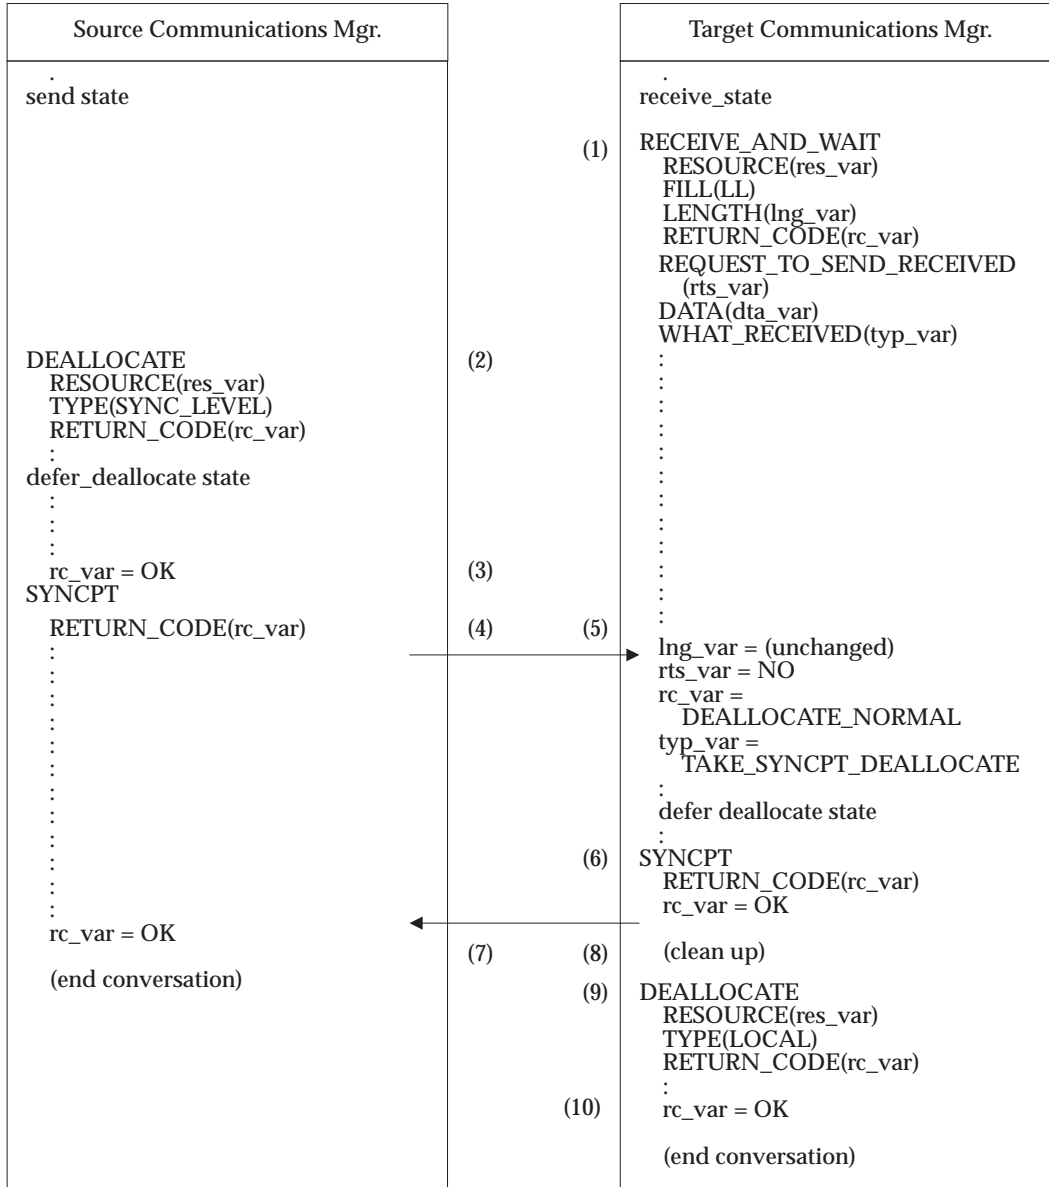 Source Communications Mgr.
Target Communications Mgr.
send state
receive_state
(1)
RECEIVE_AND_WAIT
RESOURCE(res_var)
FILL(LL)
LENGTH(lng_var)
RETURN_CODE(rc_var)
REQUEST_TO_SEND_RECEIVED
(rts_var)
DATA(dta_var)
WHAT_RECEIVED(typ_var)
DEALLOCATE
(2)
RESOURCE(res_var)
TYPE(SYNC_LEVEL)
RETURN_CODE(rc_var)
defer_deallocate state
rc_var = OK
(3)
SYNCPT
RETURN_CODE(rc_var)
(4)
(5)
lng_var = (unchanged)
rts_var = NO
rc_var =
DEALLOCATE_NORMAL
typ_var =
TAKE_SYNCPT_DEALLOCATE
defer deallocate state
(6)
SYNCPT
RETURN_CODE(rc_var)
rc_var = OK
rc_var = OK
(7)
(8)
(clean up)
(end conversation)
(9)
DEALLOCATE
RESOURCE(res_var)
TYPE(LOCAL)
RETURN_CODE(rc_var)
(10)
rc_var = OK
(end conversation)